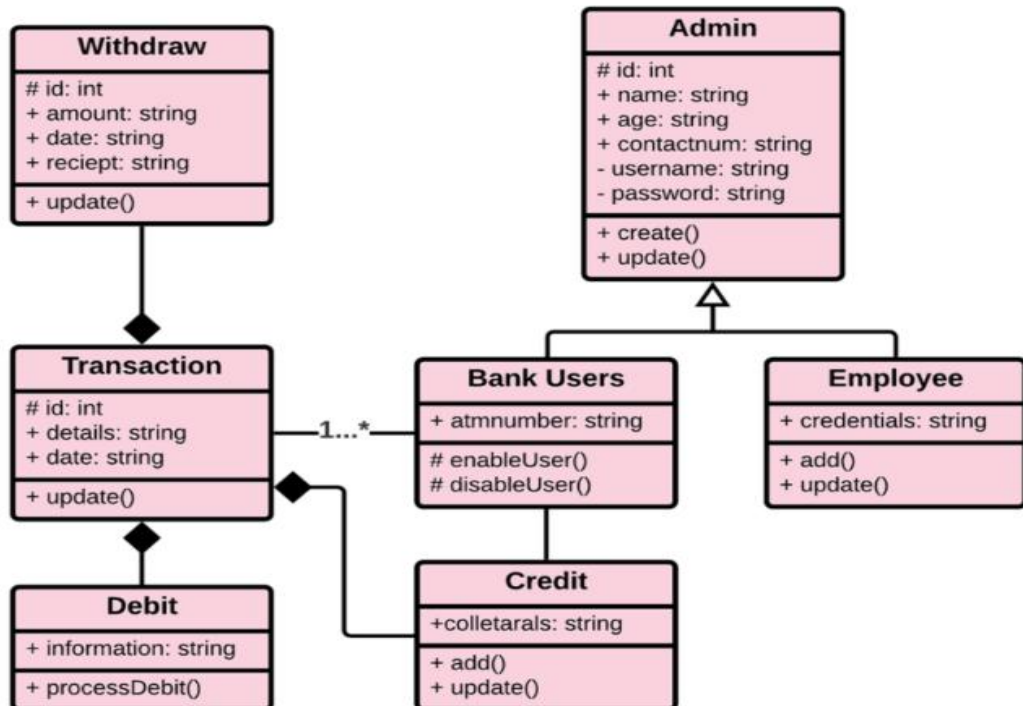 Withdraw
# id: int
+ amount: string
+ date: string
+ reciept: string
+ update()
Admin
# id: int
+ name: string
+ age: string
+ contactnum: string
- username: string
- password: string
+ create()
+ update()
Transaction
# id: int
+ details: string
+ date: string
+ update()
1...*
Bank Users
+ atmnumber: string
# enableUser()
# disableUser()
Employee
+ credentials: string
+ add()
+ update()
Debit
+ information: string
+ processDebit()
Credit
+colletarals: string
+ add()
+ update()